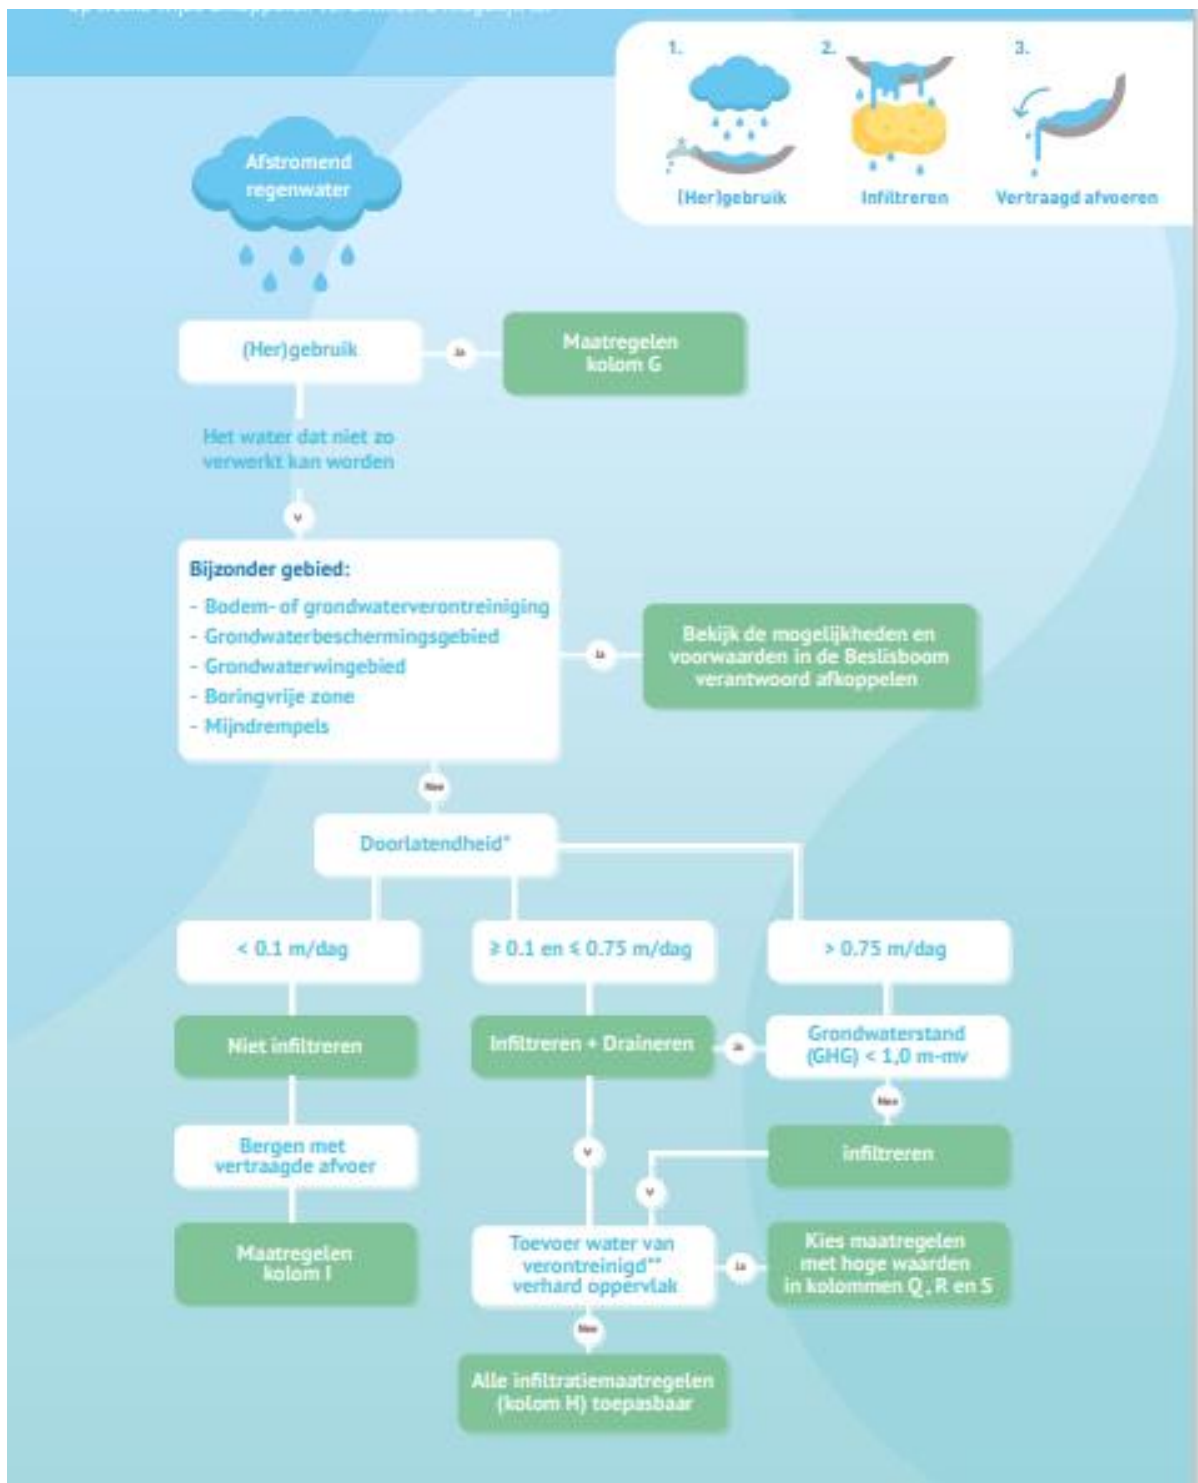 1.
2.
3.
(Her)gebruik
Infiltreren
Vertraagd afvoeren
Afstromend
regenwater
(Her)gebruik
Ja
Maatregelen
kolom G
Het water dat niet zo
verwerkt kan worden
V
Bijzonder gebied:
- Bodem- of grondwaterverontreiniging
- Grondwaterbeschermingsgebied
- Grondwaterwingebied
- Boringvrije zone
- Mijndrempels
Ja
Bekijk de mogelijkheden en
voorwaarden in de Beslisboom
verantwoord afkoppelen
Nee
Doorlatendheid*
< 0.1 m/dag
≥ 0.1 en ≤ 0.75 m/dag
> 0.75 m/dag
Niet infiltreren
Infiltreren + Draineren
Ja
Grondwaterstand
(GHG) < 1,0 m-mv
Nee
Bergen met
vertraagde afvoer
V
infiltreren
V
Maatregelen
kolom I
Toevoer water van
verontreinigd**
verhard oppervlak
Ja
Kies maatregelen
met hoge waarden
in kolommen Q, R en S
Nee
Alle infiltratiemaatregelen
(kolom H) toepasbaar